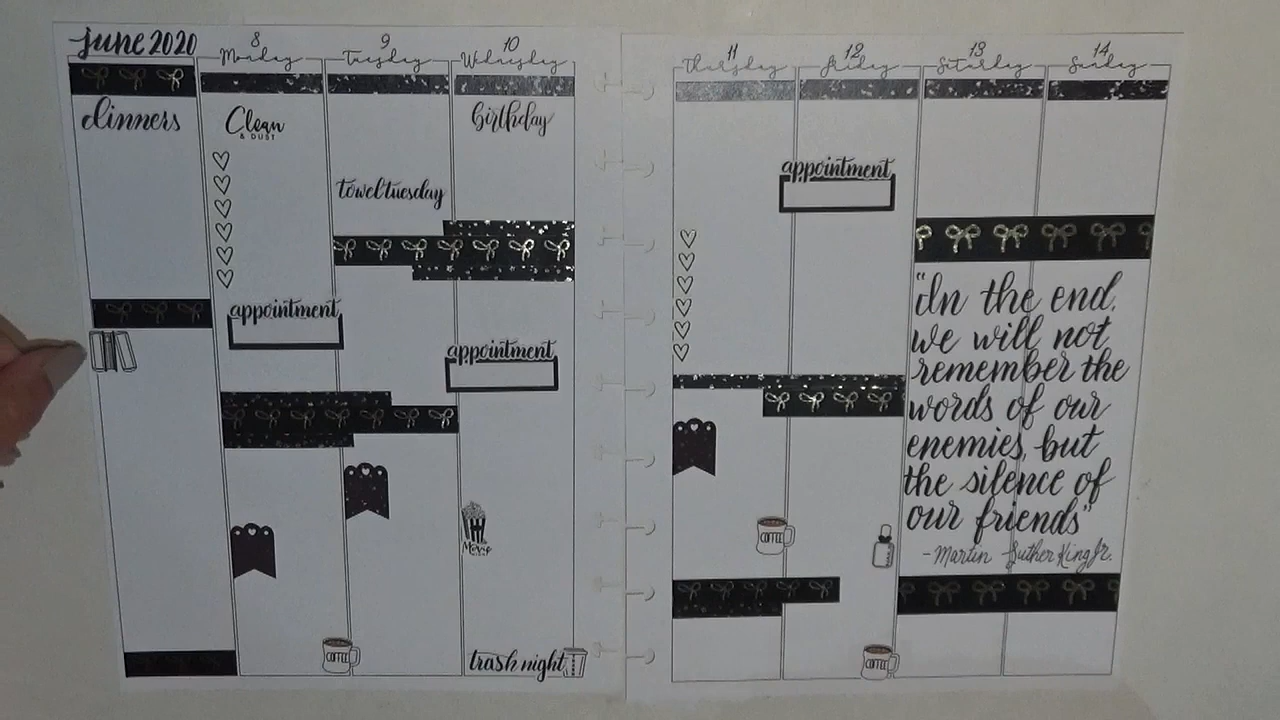 June 2020
8
Monday
9
Tuesday
10
Wednesday
11
Thursday
12
Friday
13
Saturday
14
Sunday
dinners
Clean
& DUST
towel tuesday
birthday
appointment
appointment
appointment
Movie
COFFEE
trash night
COFFEE
COFFEE
"In the end,
we will not
remember the
words of our
enemies, but
the silence of
our friends"
-Martin Luther King Jr.